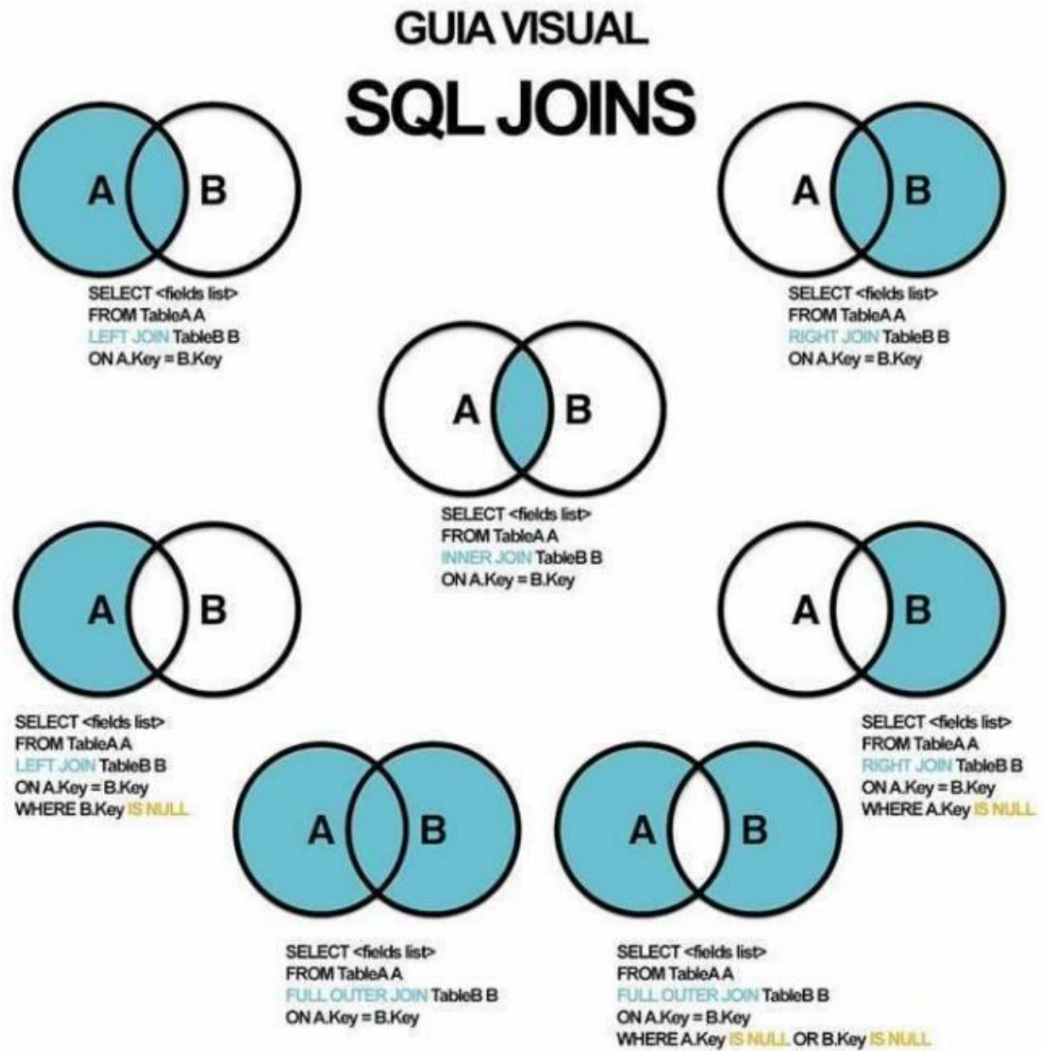 GUIA VISUAL
SQL JOINS
A B
SELECT <fields list>
FROM TableA A
LEFT JOIN TableB B
ON A.Key = B.Key
A B
SELECT <fields list>
FROM TableA A
RIGHT JOIN TableB B
ON A.Key = B.Key
A B
SELECT <fields list>
FROM TableA A
INNER JOIN TableB B
ON A.Key = B.Key
A B
SELECT <fields list>
FROM TableA A
LEFT JOIN TableB B
ON A.Key = B.Key
WHERE B.Key IS NULL
A B
SELECT <fields list>
FROM TableA A
RIGHT JOIN TableB B
ON A.Key = B.Key
WHERE A.Key IS NULL
A B
SELECT <fields list>
FROM TableA A
FULL OUTER JOIN TableB B
ON A.Key = B.Key
A B
SELECT <fields list>
FROM TableA A
FULL OUTER JOIN TableB B
ON A.Key = B.Key
WHERE A.Key IS NULL OR B.Key IS NULL